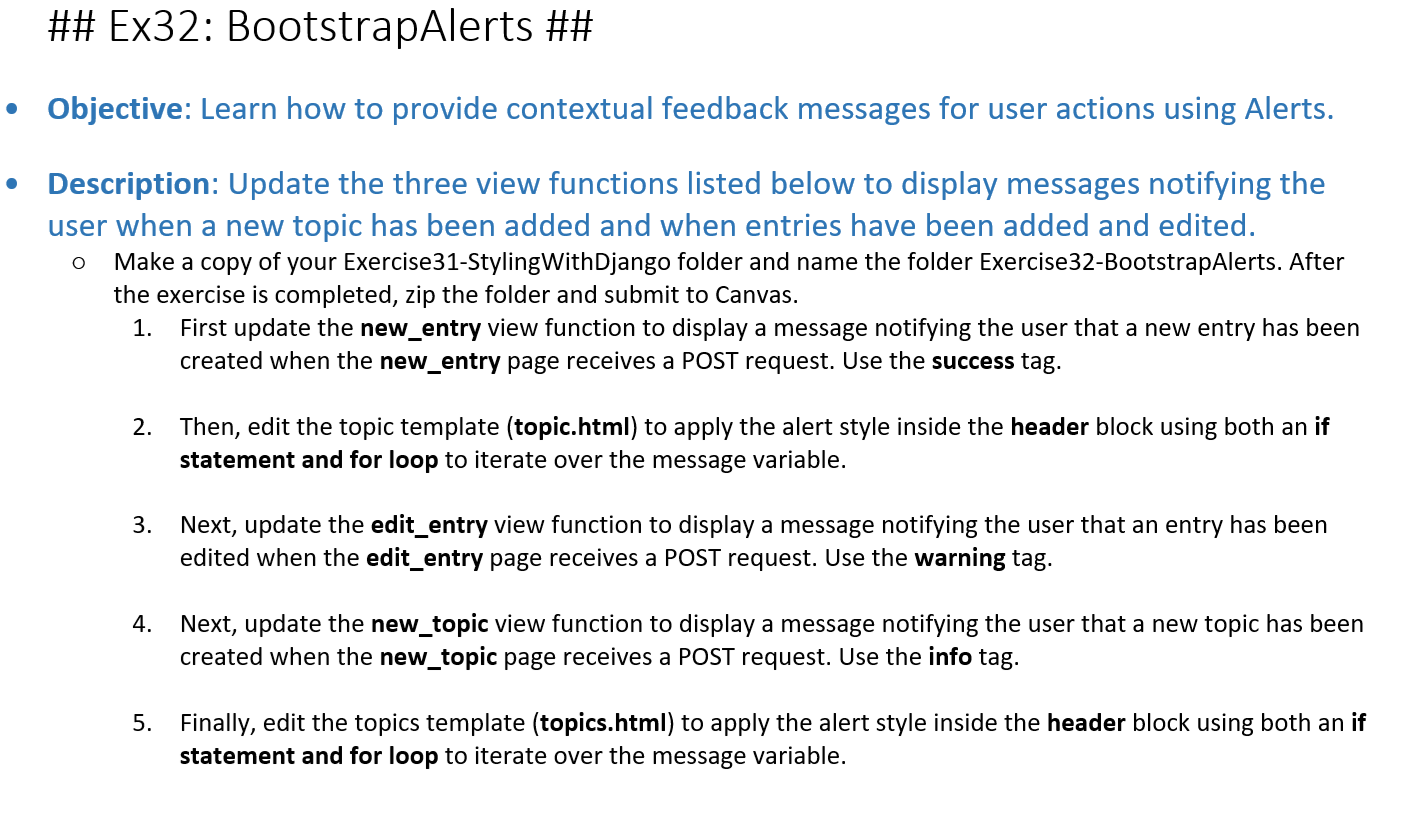 ## Ex32: BootstrapAlerts ##
• Objective: Learn how to provide contextual feedback messages for user actions using Alerts.
• Description: Update the three view functions listed below to display messages notifying the
user when a new topic has been added and when entries have been added and edited.
o Make a copy of your Exercise31-StylingWithDjango folder and name the folder Exercise32-BootstrapAlerts. After
the exercise is completed, zip the folder and submit to Canvas.
1. First update the new_entry view function to display a message notifying the user that a new entry has been
created when the new_entry page receives a POST request. Use the success tag.
2. Then, edit the topic template (topic.html) to apply the alert style inside the header block using both an if
statement and for loop to iterate over the message variable.
3. Next, update the edit_entry view function to display a message notifying the user that an entry has been
edited when the edit_entry page receives a POST request. Use the warning tag.
4. Next, update the new_topic view function to display a message notifying the user that a new topic has been
created when the new_topic page receives a POST request. Use the info tag.
5. Finally, edit the topics template (topics.html) to apply the alert style inside the header block using both an if
statement and for loop to iterate over the message variable.